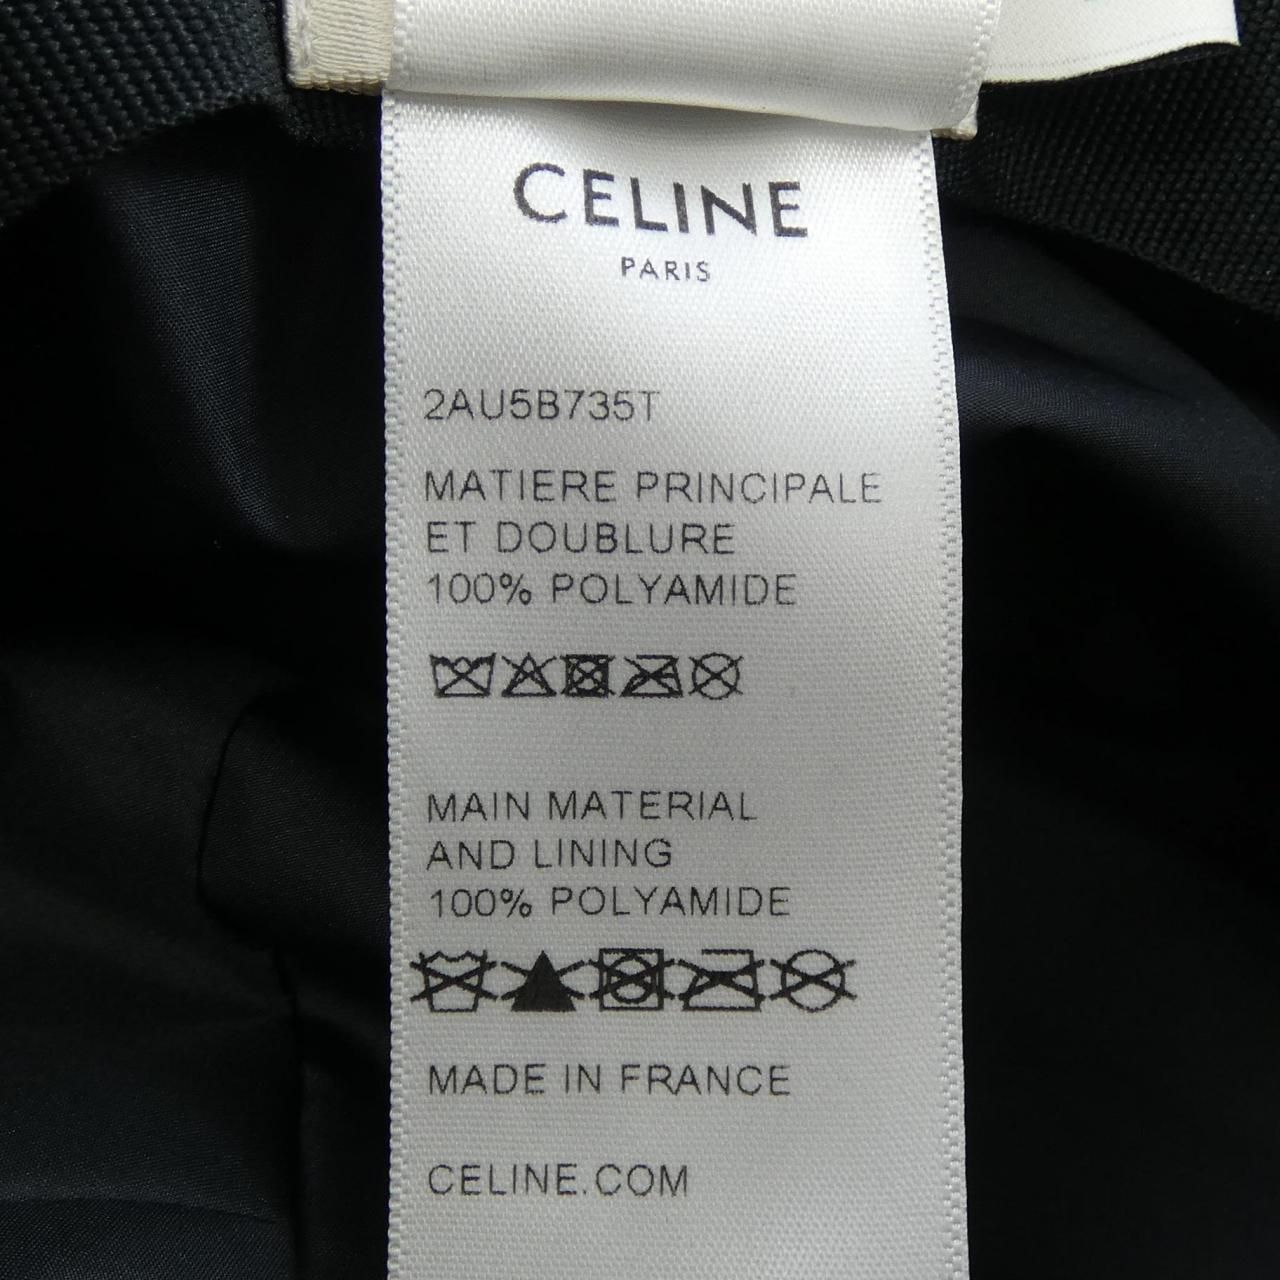 CELINE
PARIS
2AU5B735T
MATIERE PRINCIPALE
ET DOUBLURE
100% POLYAMIDE
MAIN MATERIAL
AND LINING
100% POLYAMIDE
MADE IN FRANCE
CELINE.COM